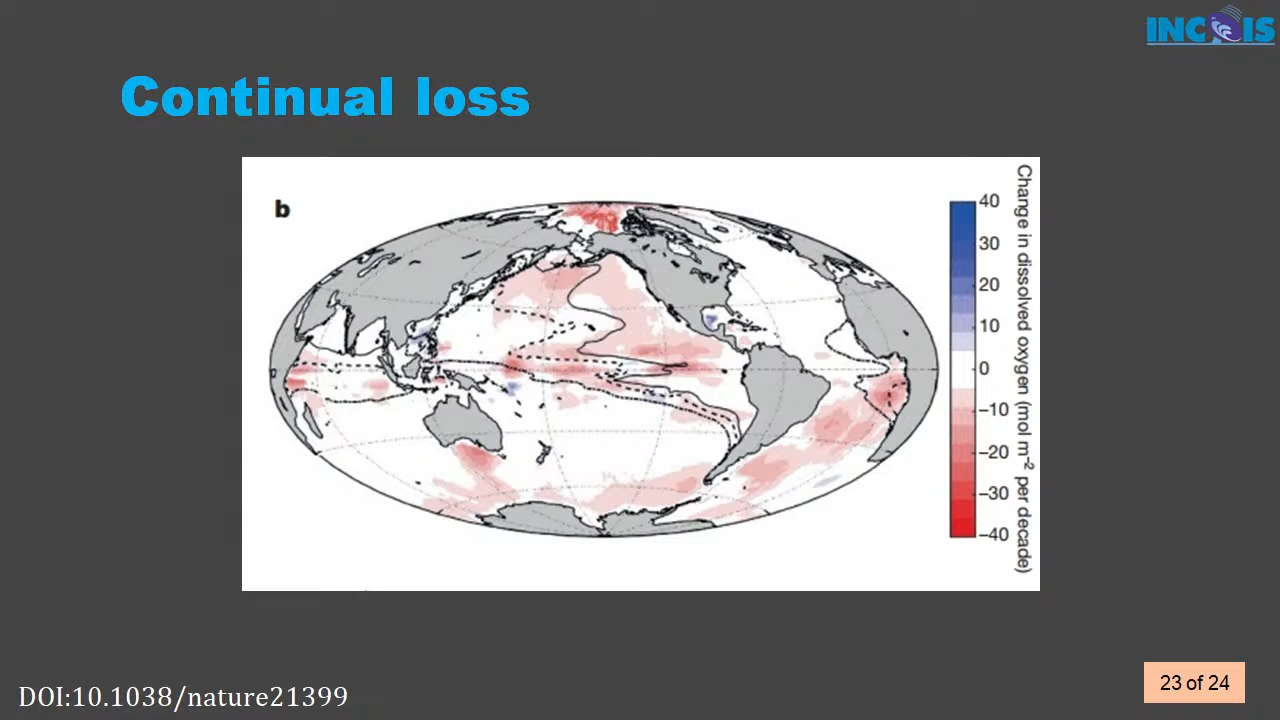 INCOIS
Continual loss
b
40
30
20
10
0
−10
−20
−30
−40
Change in dissolved oxygen (mol m⁻² per decade)
DOI:10.1038/nature21399
23 of 24